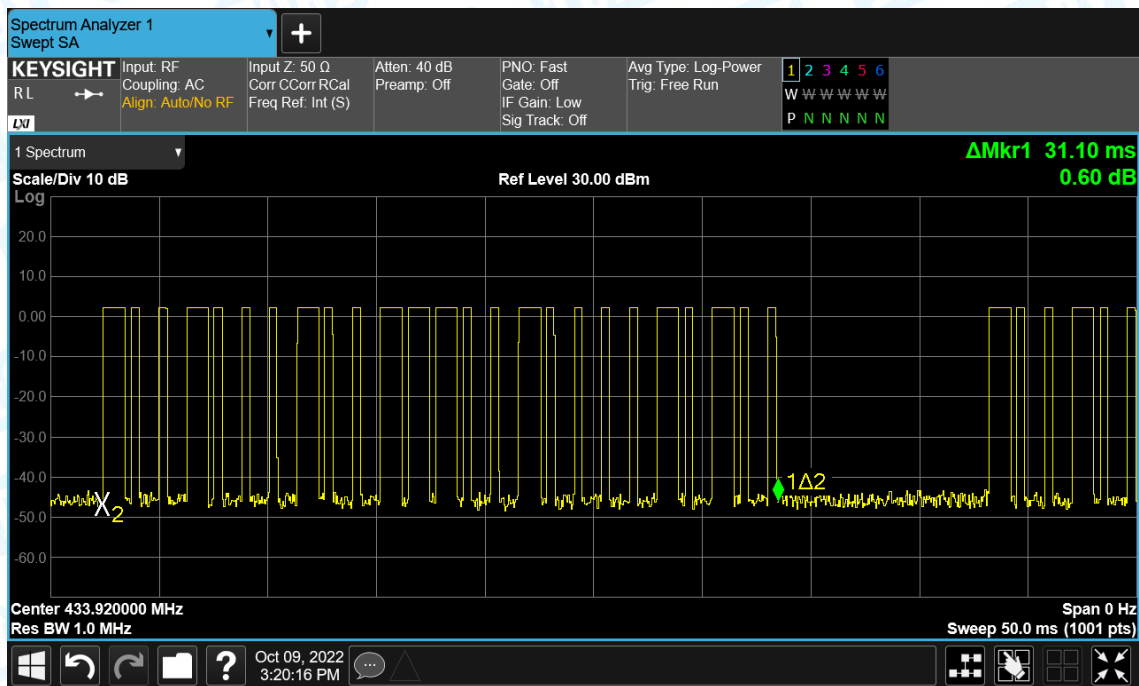 Spectrum Analyzer 1
Swept SA
+
KEYSIGHT
RL
LXI
Input: RF
Coupling: AC
Align: Auto/No RF
Input Z: 50 Ω
Corr CCorr RCal
Freq Ref: Int (S)
Atten: 40 dB
Preamp: Off
PNO: Fast
Gate: Off
IF Gain: Low
Sig Track: Off
Avg Type: Log-Power
Trig: Free Run
1 2 3 4 5 6
W W W W W W
P N N N N N
1 Spectrum
ΔMkr1 31.10 ms
0.60 dB
Scale/Div 10 dB
Ref Level 30.00 dBm
Log
20.0
10.0
0.00
-10.0
-20.0
-30.0
-40.0
-50.0
-60.0
X2
1Δ2
Center 433.920000 MHz
Span 0 Hz
Res BW 1.0 MHz
Sweep 50.0 ms (1001 pts)
?
Oct 09, 2022
3:20:16 PM